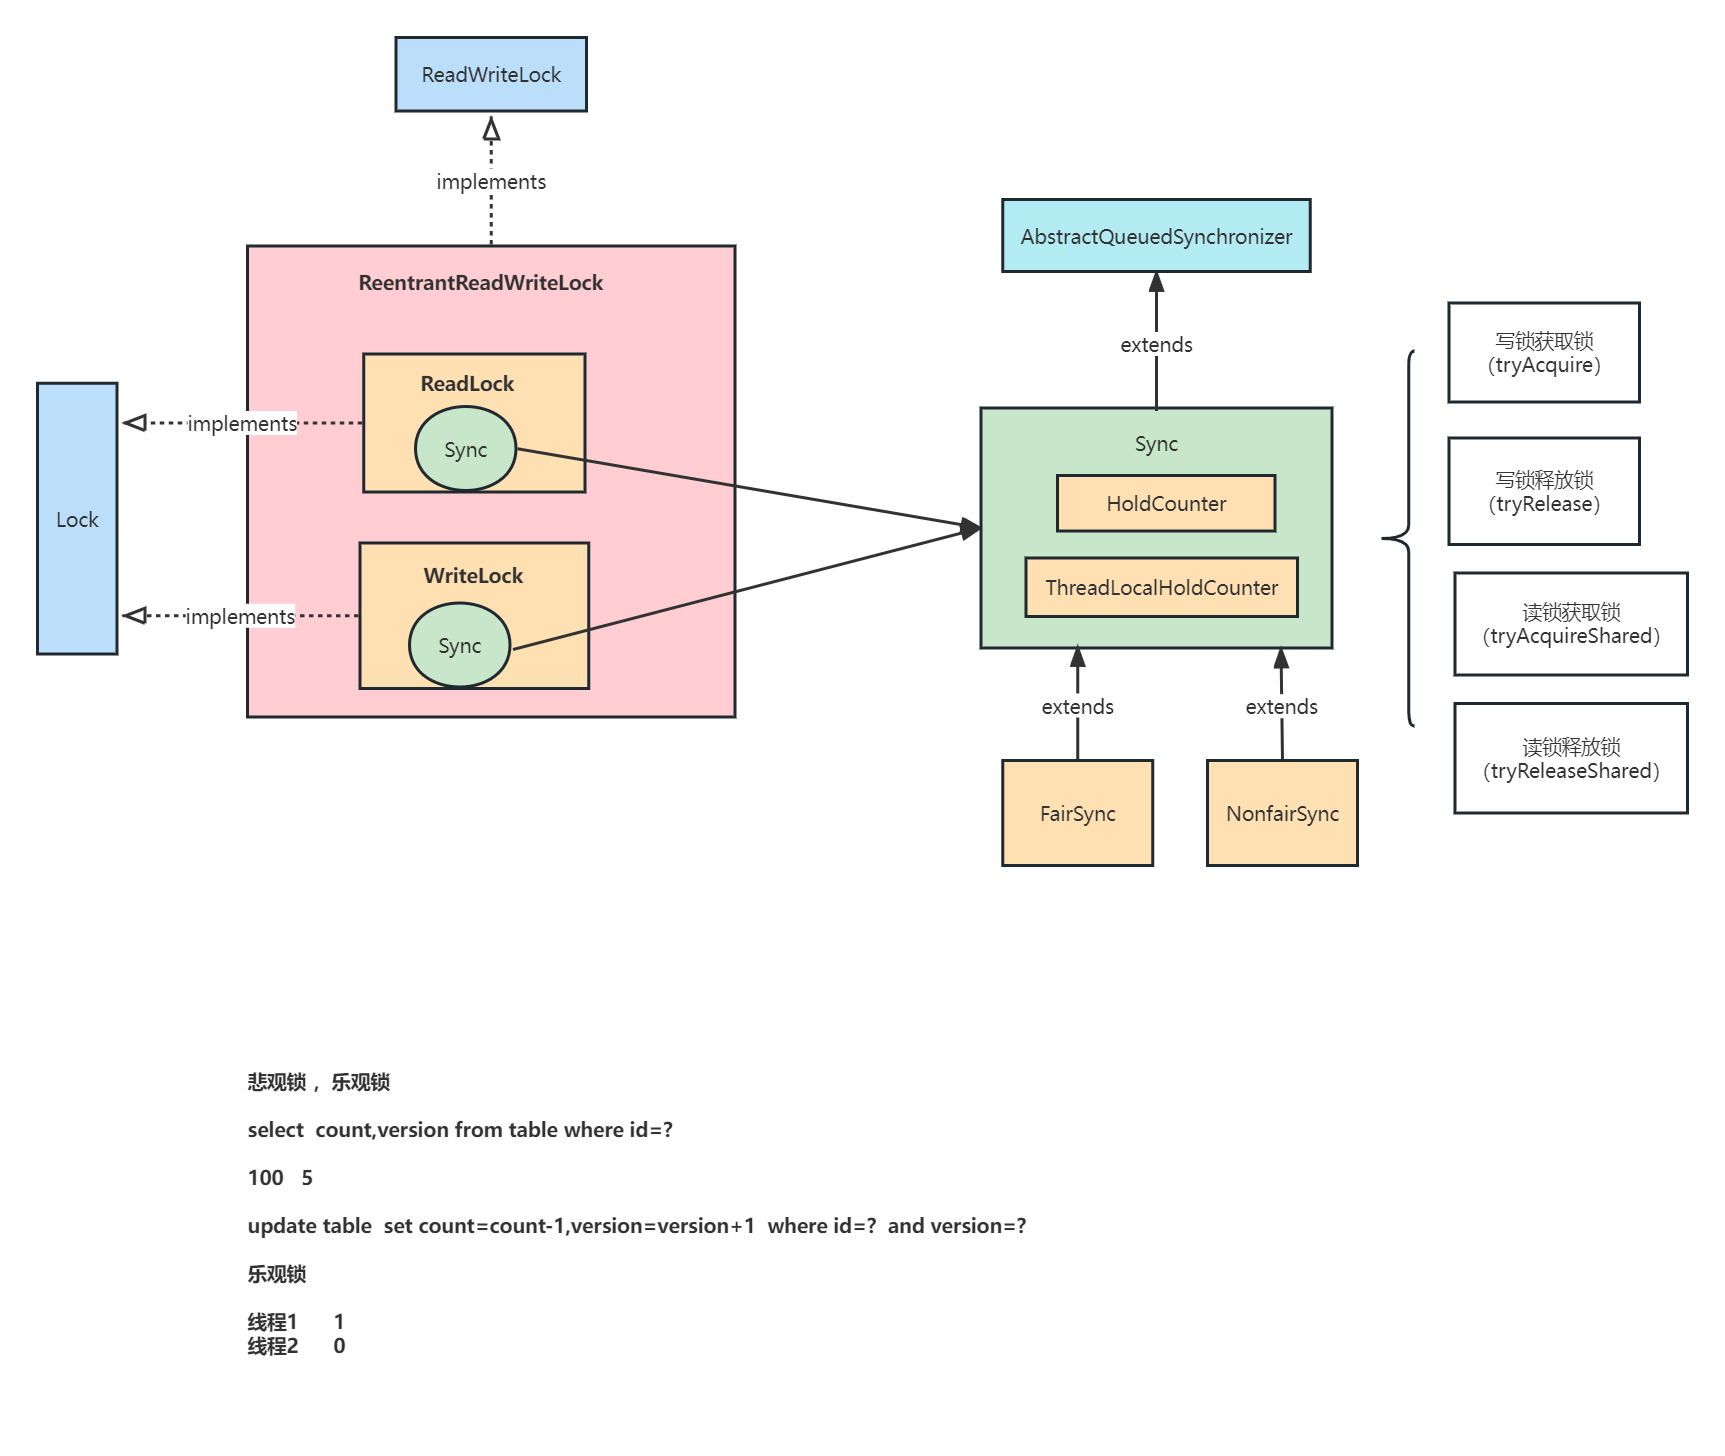 ReadWriteLock
implements
ReentrantReadWriteLock
ReadLock
Sync
implements
Lock
WriteLock
Sync
implements
AbstractQueuedSynchronizer
extends
Sync
HoldCounter
ThreadLocalHoldCounter
extends
extends
FairSync
NonfairSync
写锁获取锁
（tryAcquire）
写锁释放锁
（tryRelease）
读锁获取锁
（tryAcquireShared）
读锁释放锁
（tryReleaseShared）
悲观锁 ，乐观锁
select  count,version from table where id=?
100   5
update table  set count=count-1,version=version+1  where id=?  and version=?
乐观锁
线程1      1
线程2      0